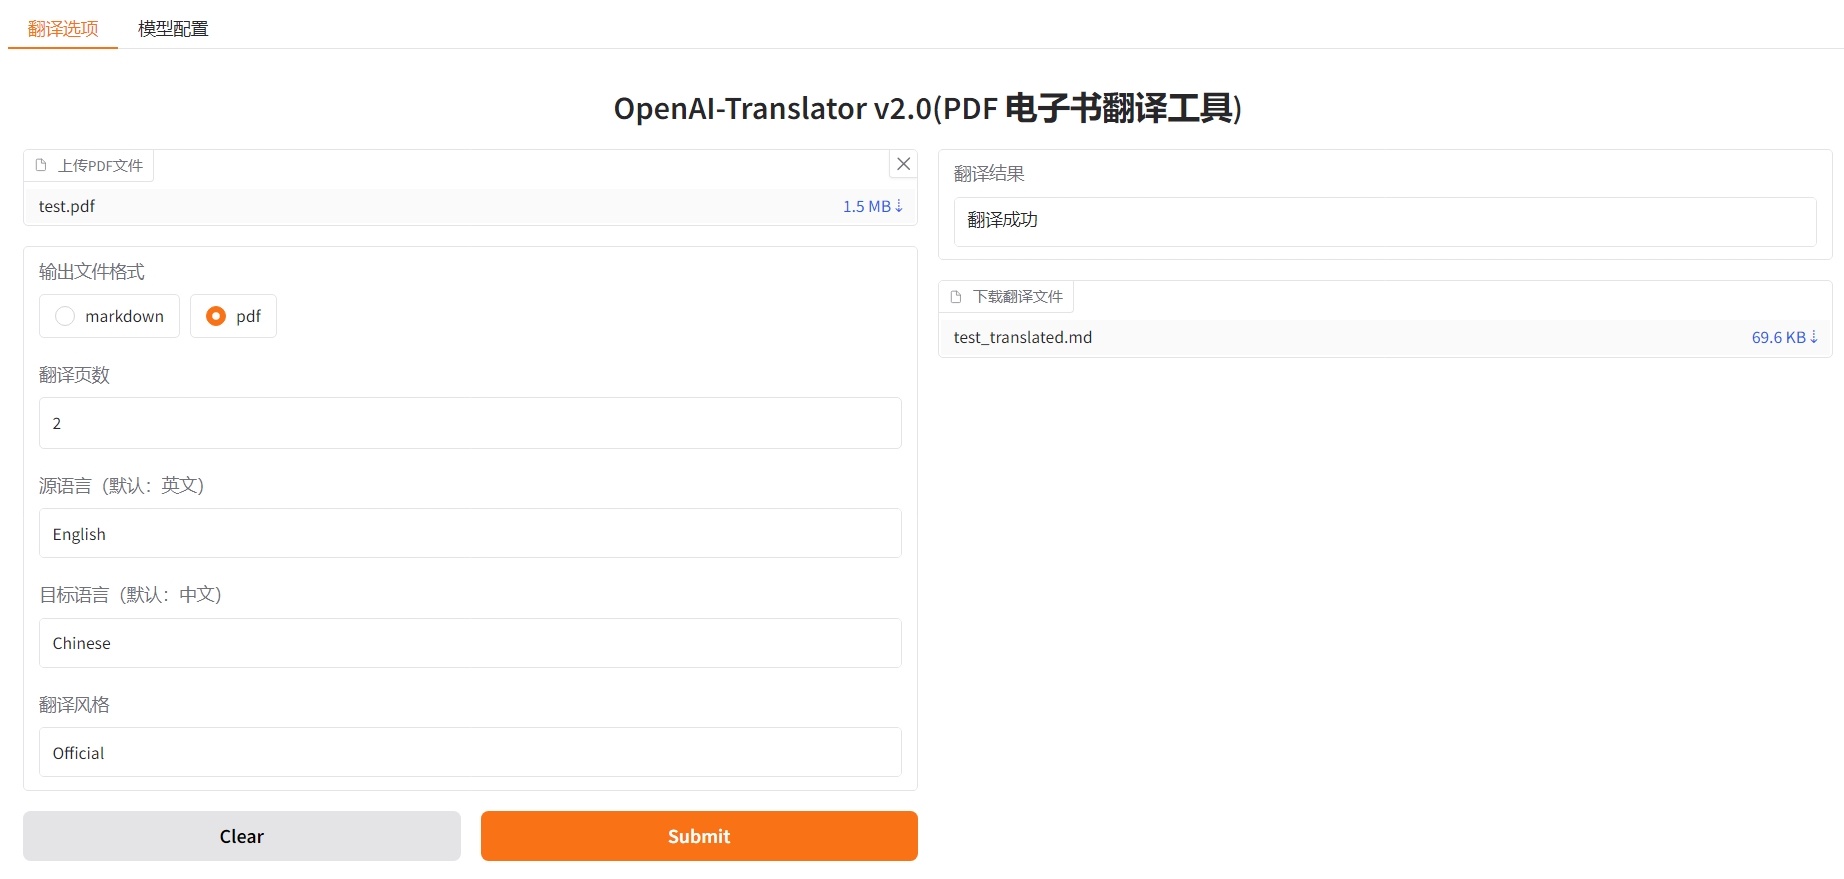 翻译选项
模型配置
OpenAI-Translator v2.0(PDF 电子书翻译工具)
上传PDF文件
test.pdf
1.5 MB⇣
输出文件格式
markdown
pdf
翻译页数
2
源语言（默认：英文）
English
目标语言（默认：中文）
Chinese
翻译风格
Official
Clear
Submit
翻译结果
翻译成功
下载翻译文件
test_translated.md
69.6 KB⇣